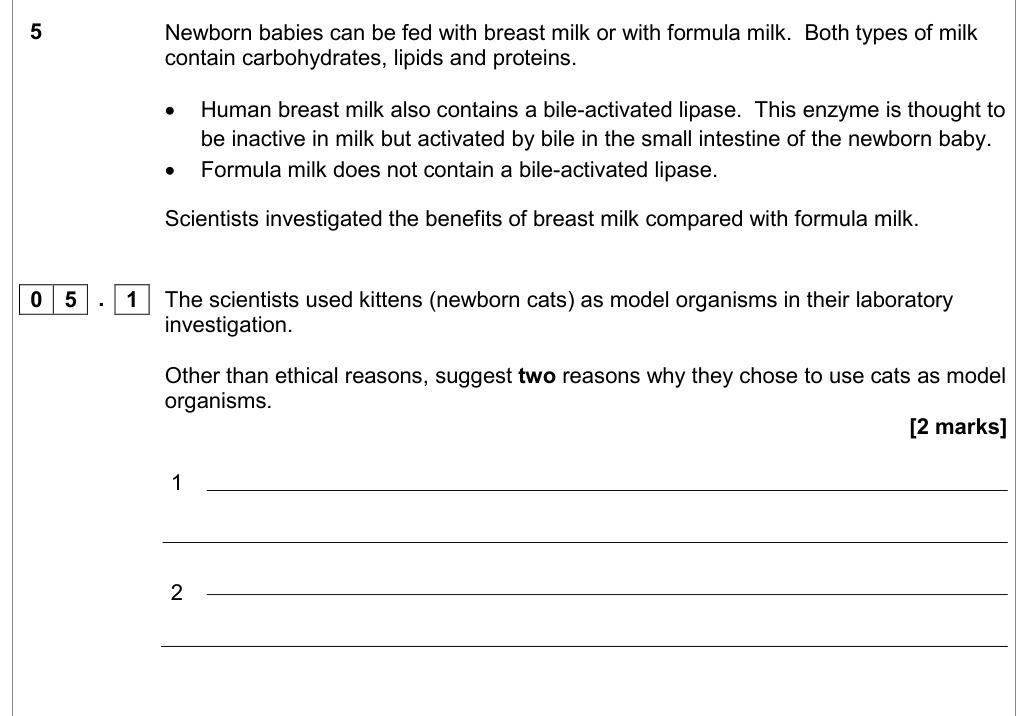 5 Newborn babies can be fed with breast milk or with formula milk.  Both types of milk
contain carbohydrates, lipids and proteins.
• Human breast milk also contains a bile-activated lipase.  This enzyme is thought to
be inactive in milk but activated by bile in the small intestine of the newborn baby.
• Formula milk does not contain a bile-activated lipase.
Scientists investigated the benefits of breast milk compared with formula milk.
0 5 . 1 The scientists used kittens (newborn cats) as model organisms in their laboratory
investigation.
Other than ethical reasons, suggest two reasons why they chose to use cats as model
organisms.
[2 marks]
1
2